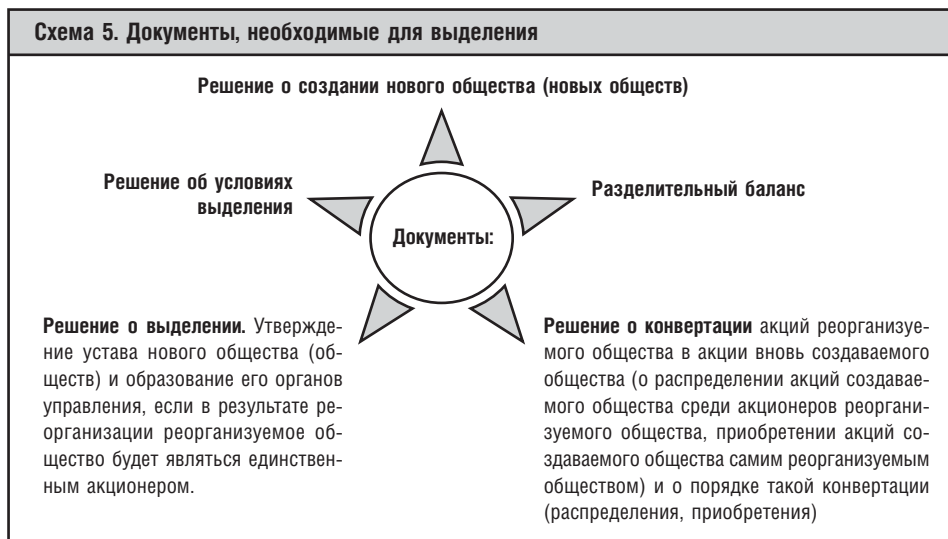 Схема 5. Документы, необходимые для выделения
Решение о создании нового общества (новых обществ)
Решение об условиях
выделения
Разделительный баланс
Документы:
Решение о выделении. Утвержде-
ние устава нового общества (об-
ществ) и образование его органов
управления, если в результате ре-
организации реорганизуемое об-
щество будет являться единствен-
ным акционером.
Решение о конвертации акций реорганизуе-
мого общества в акции вновь создаваемого
общества (о распределении акций создавае-
мого общества среди акционеров реоргани-
зуемого общества, приобретении акций со-
здаваемого общества самим реорганизуемым
обществом) и о порядке такой конвертации
(распределения, приобретения)